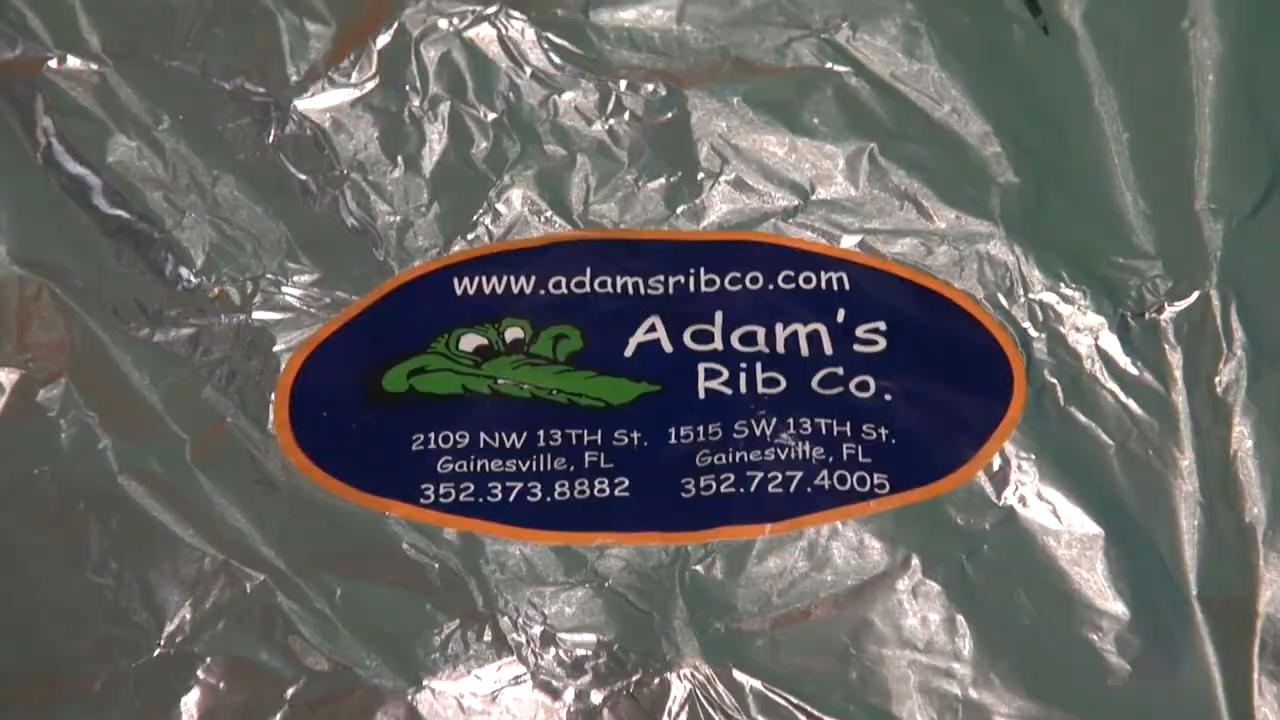 www.adamsribco.com
Adam's
Rib Co.
2109 NW 13TH St.
Gainesville, FL
352.373.8882
1515 SW 13TH St.
Gainesville, FL
352.727.4005